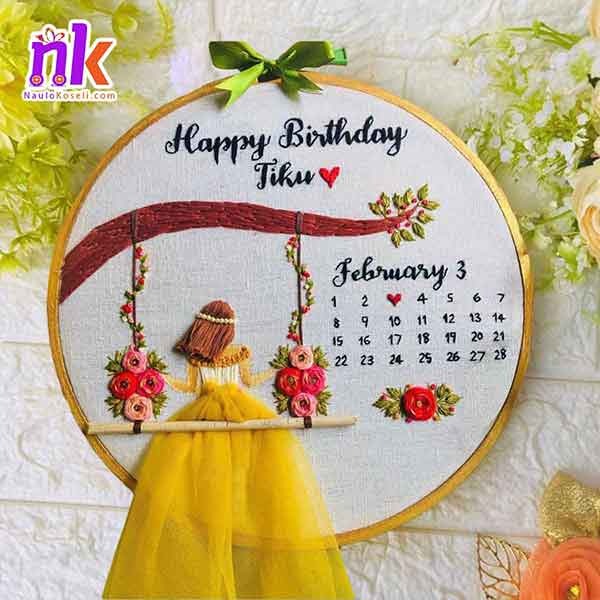 nk
NauloKoseli.com
Happy Birthday
Tiku
February 3
1 2 4 5 6 7
8 9 10 11 12 13 14
15 16 17 18 19 20 21
22 23 24 25 26 27 28